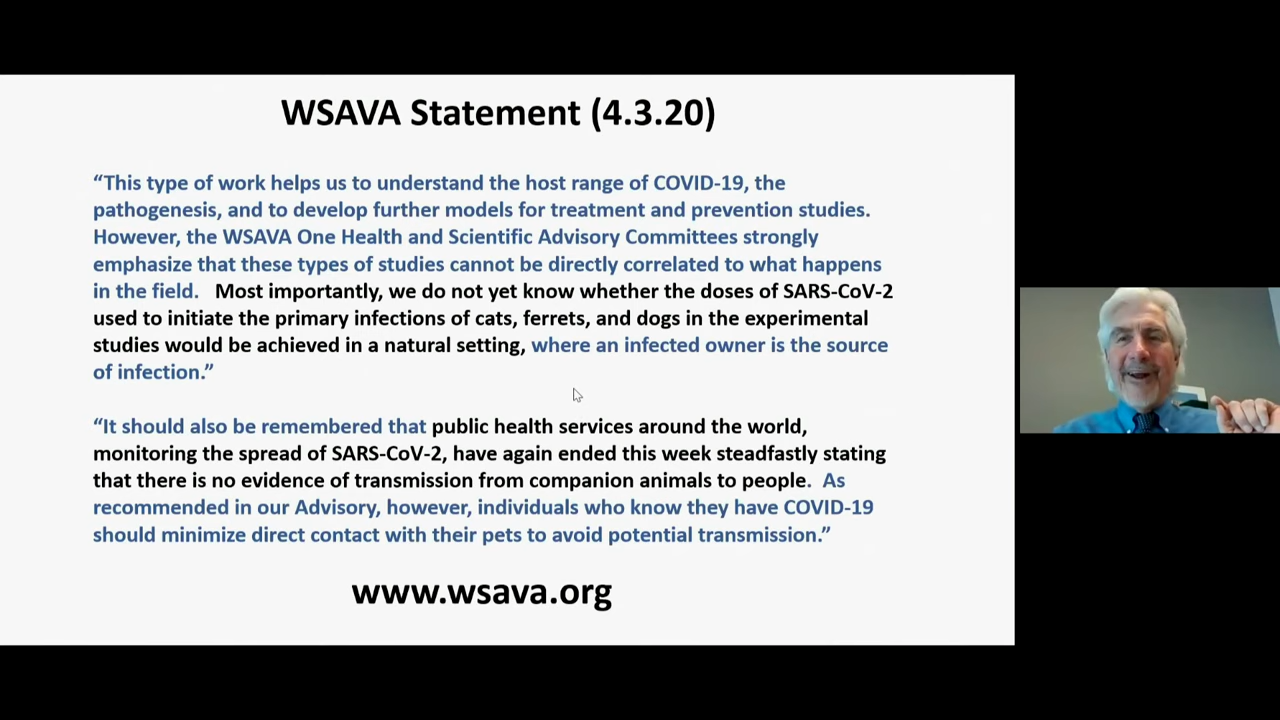 WSAVA Statement (4.3.20)
“This type of work helps us to understand the host range of COVID-19, the
pathogenesis, and to develop further models for treatment and prevention studies.
However, the WSAVA One Health and Scientific Advisory Committees strongly
emphasize that these types of studies cannot be directly correlated to what happens
in the field.   Most importantly, we do not yet know whether the doses of SARS-CoV-2
used to initiate the primary infections of cats, ferrets, and dogs in the experimental
studies would be achieved in a natural setting, where an infected owner is the source
of infection.”
“It should also be remembered that public health services around the world,
monitoring the spread of SARS-CoV-2, have again ended this week steadfastly stating
that there is no evidence of transmission from companion animals to people.  As
recommended in our Advisory, however, individuals who know they have COVID-19
should minimize direct contact with their pets to avoid potential transmission.”
www.wsava.org